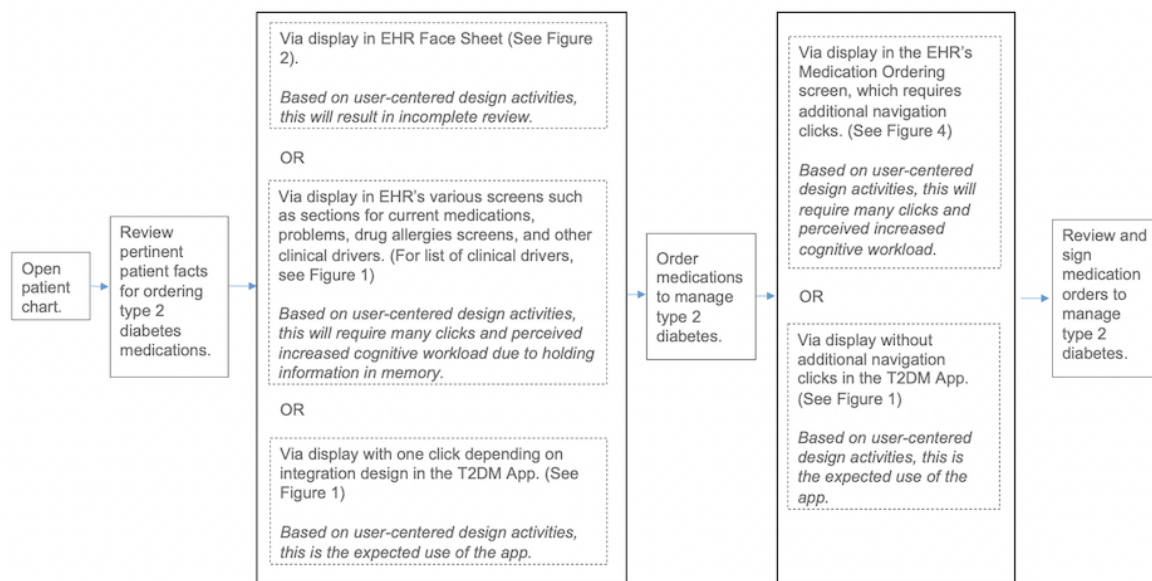 Open
patient
chart.
Review
pertinent
patient facts
for ordering
type 2
diabetes
medications.
Via display in EHR Face Sheet (See Figure
2).
Based on user-centered design activities,
this will result in incomplete review.
OR
Via display in EHR's various screens such
as sections for current medications,
problems, drug allergies screens, and other
clinical drivers. (For list of clinical drivers,
see Figure 1)
Based on user-centered design activities,
this will require many clicks and perceived
increased cognitive workload due to holding
information in memory.
OR
Via display with one click depending on
integration design in the T2DM App. (See
Figure 1)
Based on user-centered design activities,
this is the expected use of the app.
Order
medications
to manage
type 2
diabetes.
Via display in the EHR's
Medication Ordering
screen, which requires
additional navigation
clicks. (See Figure 4)
Based on user-centered
design activities, this will
require many clicks and
perceived increased
cognitive workload.
OR
Via display without
additional navigation
clicks in the T2DM App.
(See Figure 1)
Based on user-centered
design activities, this is
the expected use of the
app.
Review and
sign
medication
orders to
manage
type 2
diabetes.